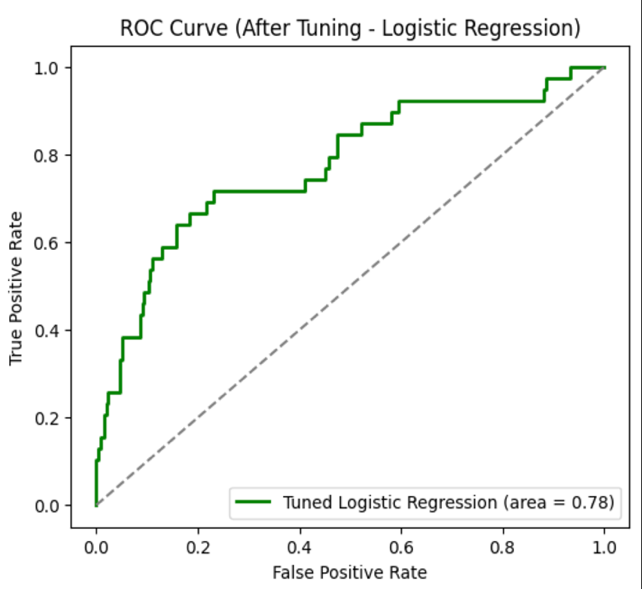 ROC Curve (After Tuning - Logistic Regression)
True Positive Rate
1.0
0.8
0.6
0.4
0.2
0.0
Tuned Logistic Regression (area = 0.78)
0.0 0.2 0.4 0.6 0.8 1.0
False Positive Rate